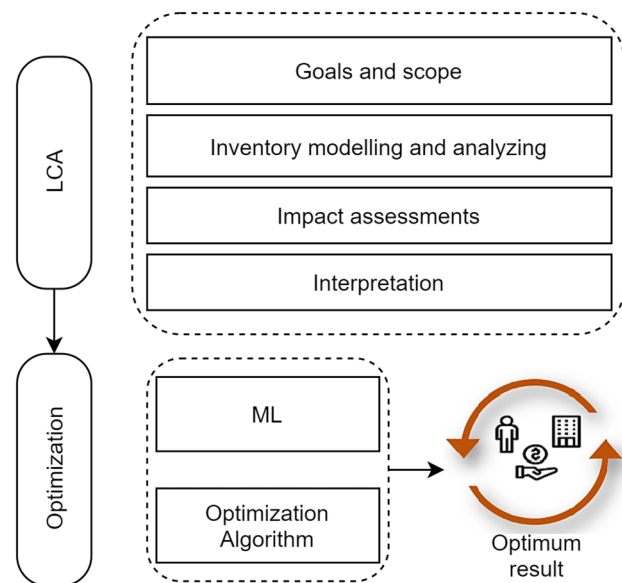 LCA
Goals and scope
Inventory modelling and analyzing
Impact assessments
Interpretation
Optimization
ML
Optimization
Algorithm
Optimum
result